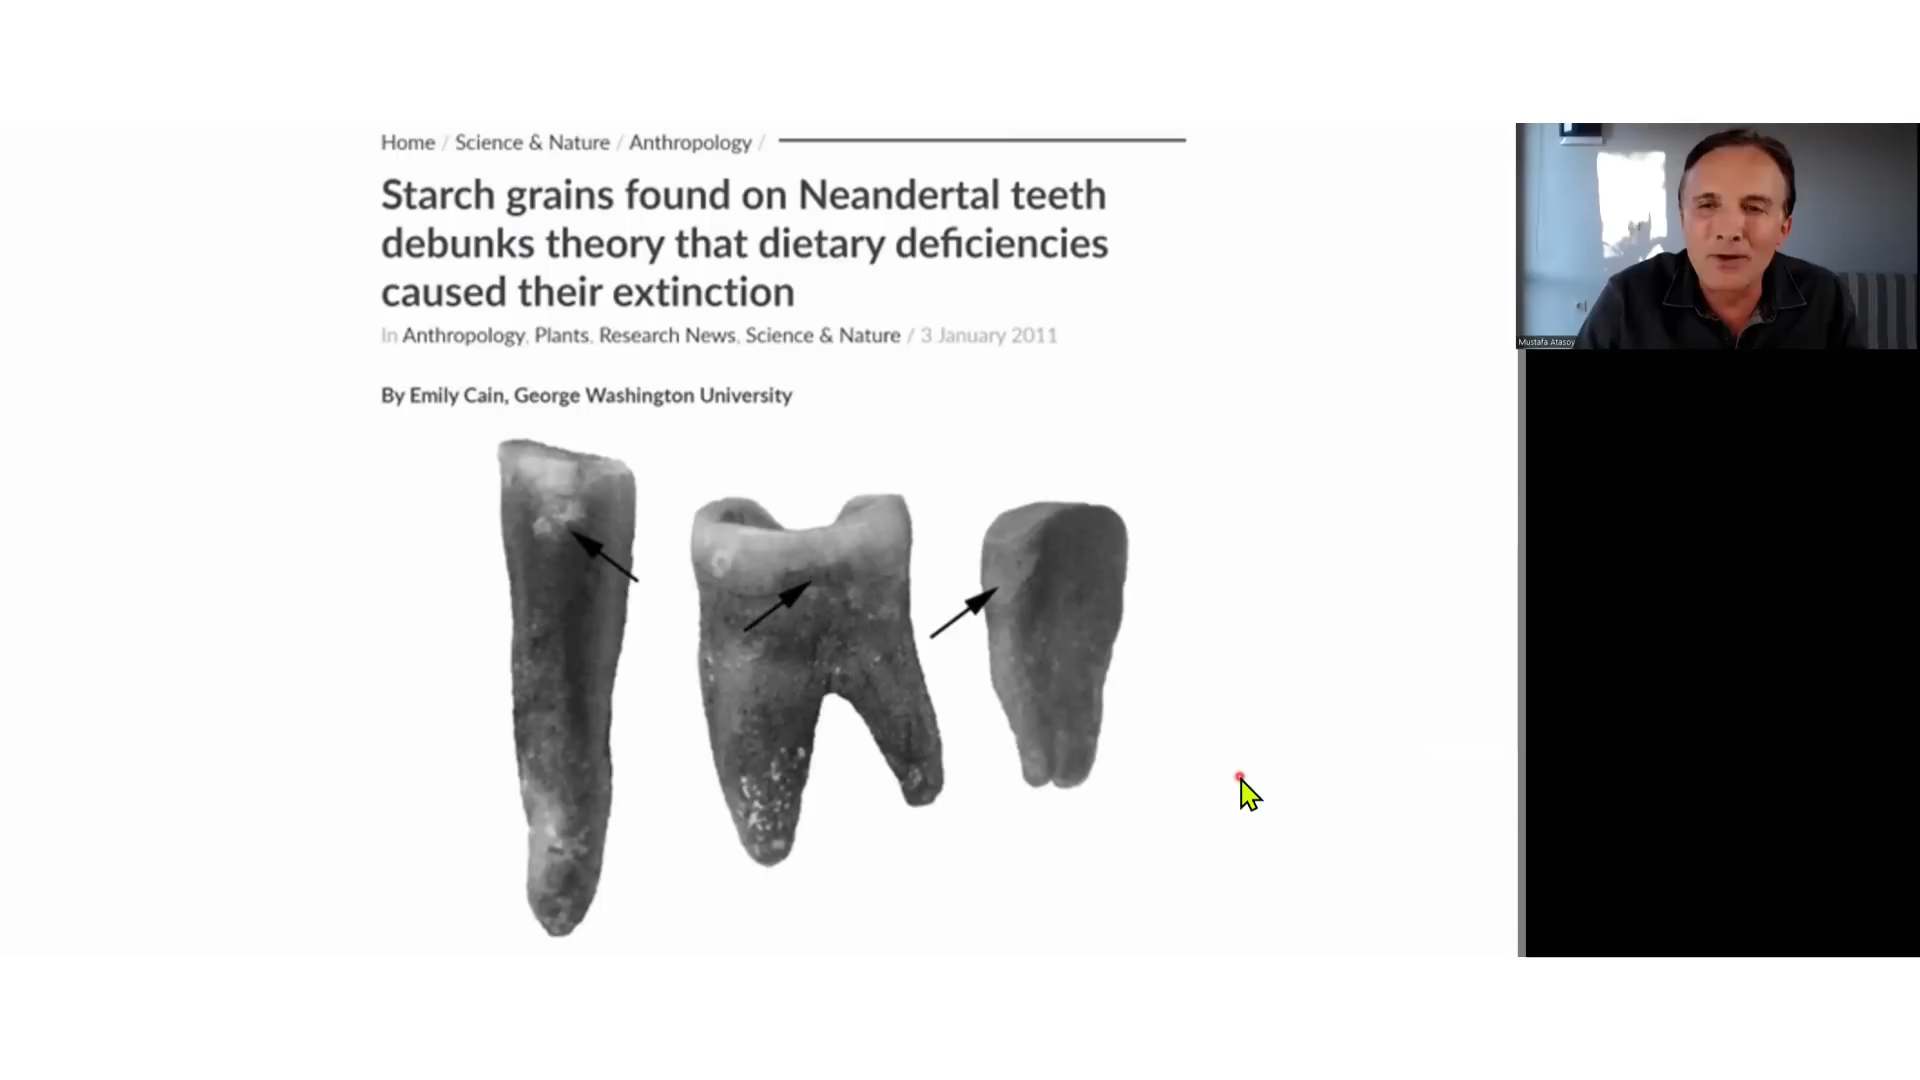 Home / Science & Nature / Anthropology /
Starch grains found on Neandertal teeth
debunks theory that dietary deficiencies
caused their extinction
In Anthropology, Plants, Research News, Science & Nature / 3 January 2011
By Emily Cain, George Washington University
Mustafa Atasoy